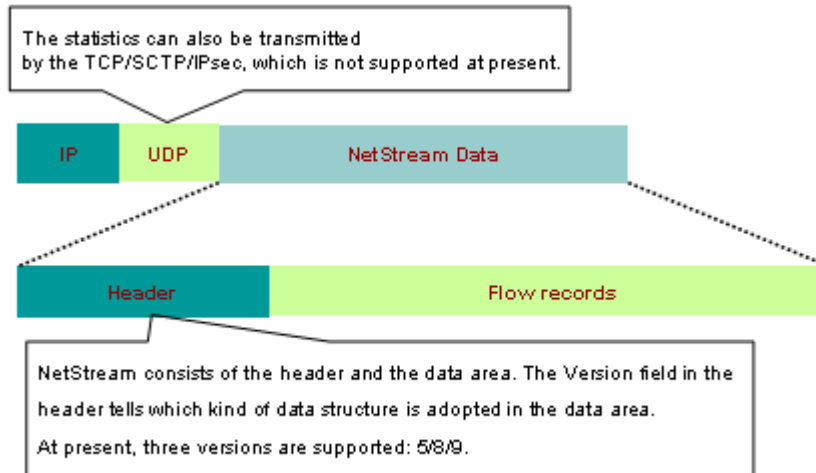 The statistics can also be transmitted
by the TCP/SCTP/IPsec, which is not supported at present.
IP UDP NetStream Data
Header Flow records
NetStream consists of the header and the data area. The Version field in the
header tells which kind of data structure is adopted in the data area.
At present, three versions are supported: 5/8/9.